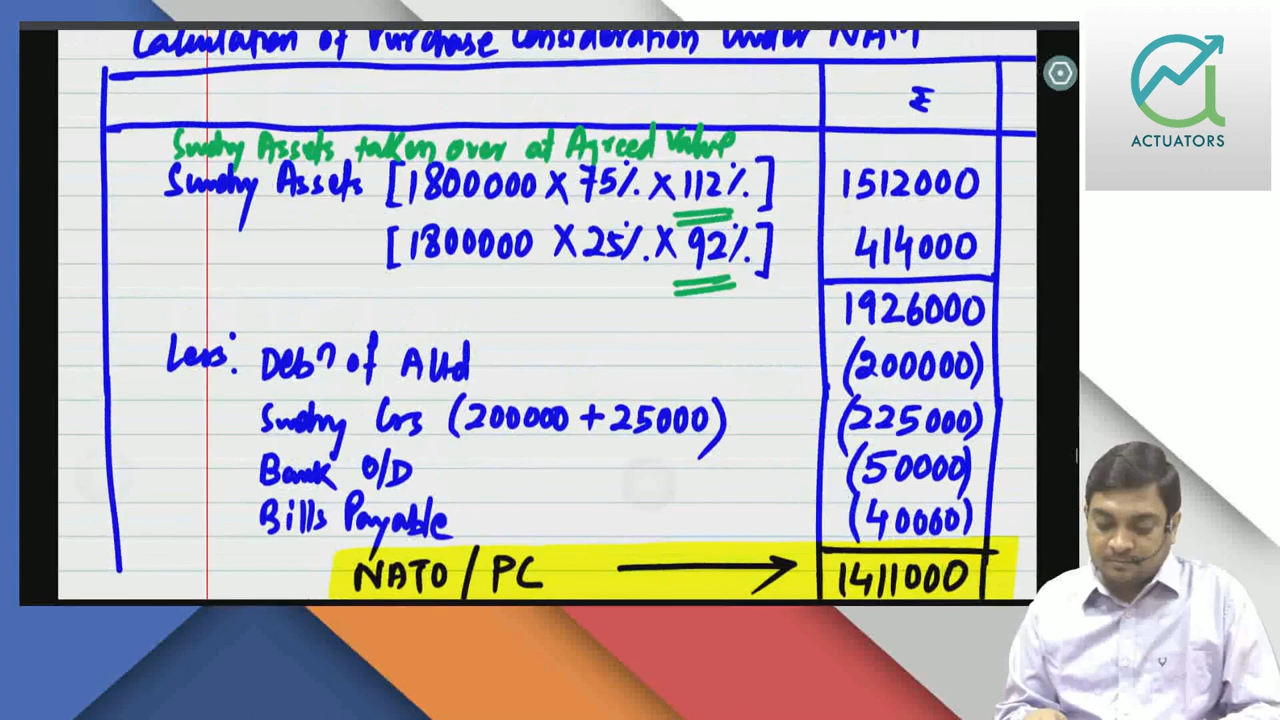 Calculation of Purchase Consideration under NAM
₹
Sundry Assets taken over at Agreed Value
Sundry Assets [1800000 X 75%. X 112%.] 1512000
[1800000 X 25%. X 92%.] 414000
1926000
Less: Debⁿ of A Ltd (200000)
Sundry Crs (200000 + 25000) (225000)
Bank O/D (50000)
Bills Payable (40000)
NATO / PC → 1411000
ACTUATORS